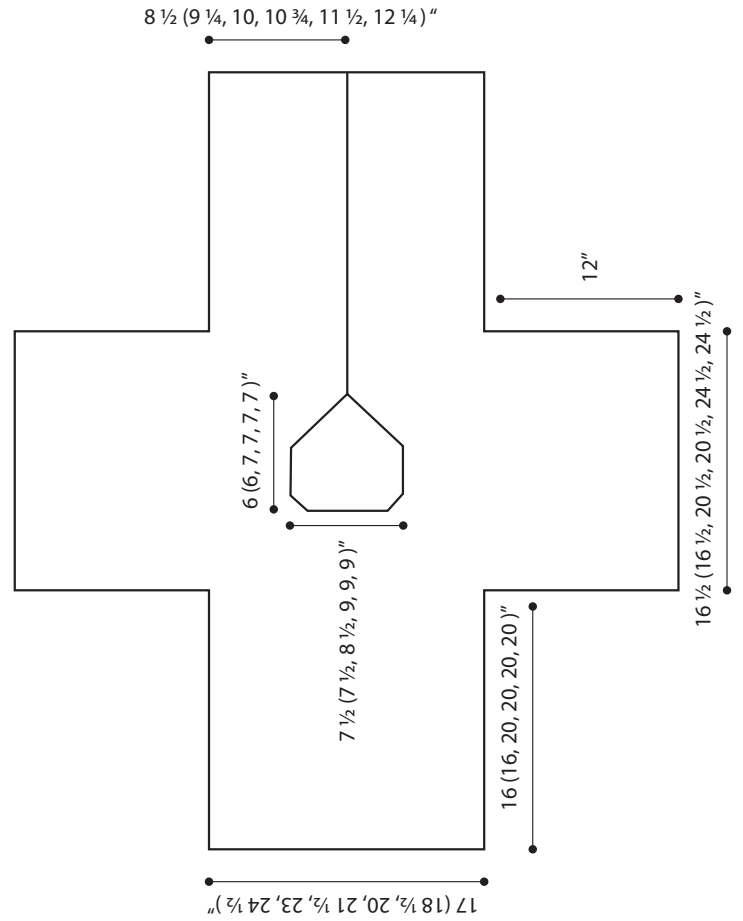 8 ½ (9 ¼, 10, 10 ¾, 11 ½, 12 ¼)“
12”
6 (6, 7, 7, 7, 7 )”
16 ½ (16 ½, 20 ½, 20 ½, 24 ½, 24 ½ )”
7 ½ (7 ½, 8 ½, 9, 9, 9 )”
16 (16, 20, 20, 20, 20 )”
17 (18 ½, 20, 21 ½, 23, 24 ½ )”